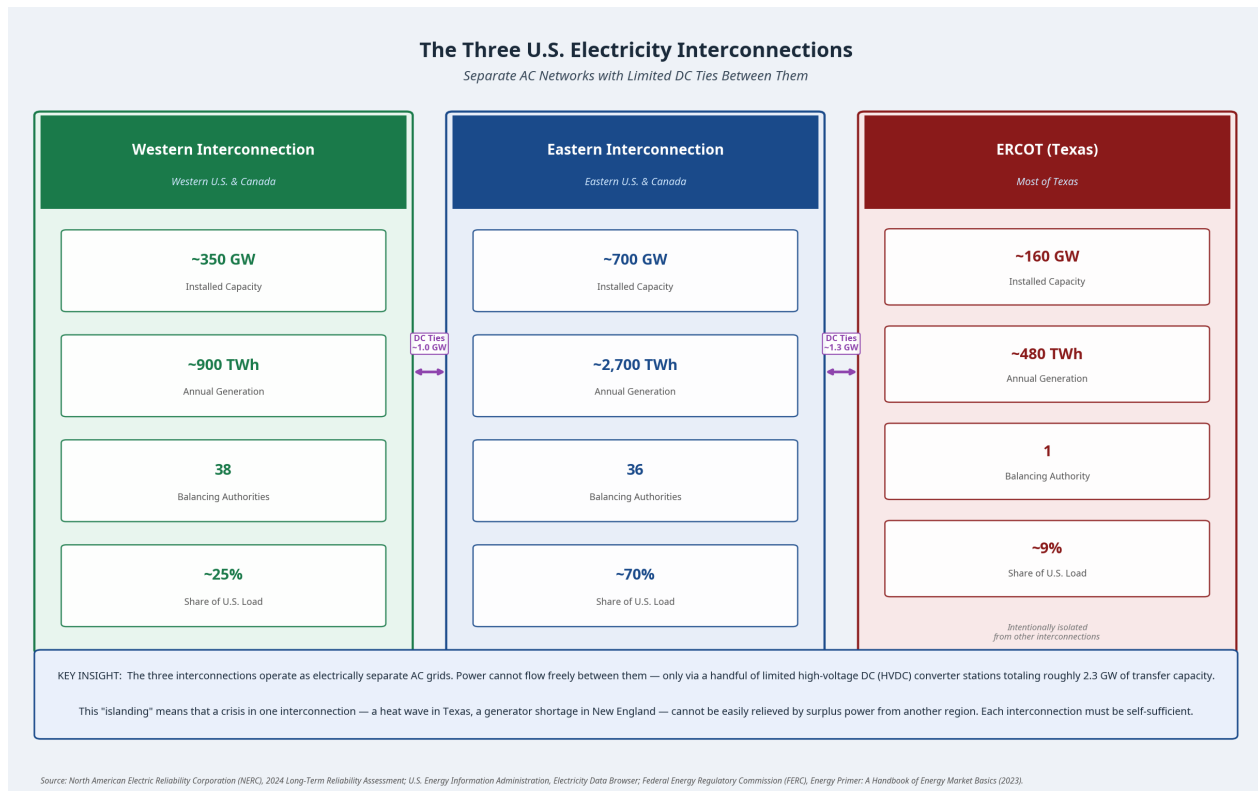 The Three U.S. Electricity Interconnections
Separate AC Networks with Limited DC Ties Between Them
Western Interconnection
Western U.S. & Canada
~350 GW
Installed Capacity
~900 TWh
Annual Generation
38
Balancing Authorities
~25%
Share of U.S. Load
DC Ties
~1.0 GW
Eastern Interconnection
Eastern U.S. & Canada
~700 GW
Installed Capacity
~2,700 TWh
Annual Generation
36
Balancing Authorities
~70%
Share of U.S. Load
DC Ties
~1.3 GW
ERCOT (Texas)
Most of Texas
~160 GW
Installed Capacity
~480 TWh
Annual Generation
1
Balancing Authority
~9%
Share of U.S. Load
Intentionally isolated
from other interconnections
KEY INSIGHT:  The three interconnections operate as electrically separate AC grids. Power cannot flow freely between them — only via a handful of limited high-voltage DC (HVDC) converter stations totaling roughly 2.3 GW of transfer capacity.
This "islanding" means that a crisis in one interconnection — a heat wave in Texas, a generator shortage in New England — cannot be easily relieved by surplus power from another region. Each interconnection must be self-sufficient.
Source: North American Electric Reliability Corporation (NERC), 2024 Long-Term Reliability Assessment; U.S. Energy Information Administration, Electricity Data Browser; Federal Energy Regulatory Commission (FERC), Energy Primer: A Handbook of Energy Market Basics (2023).